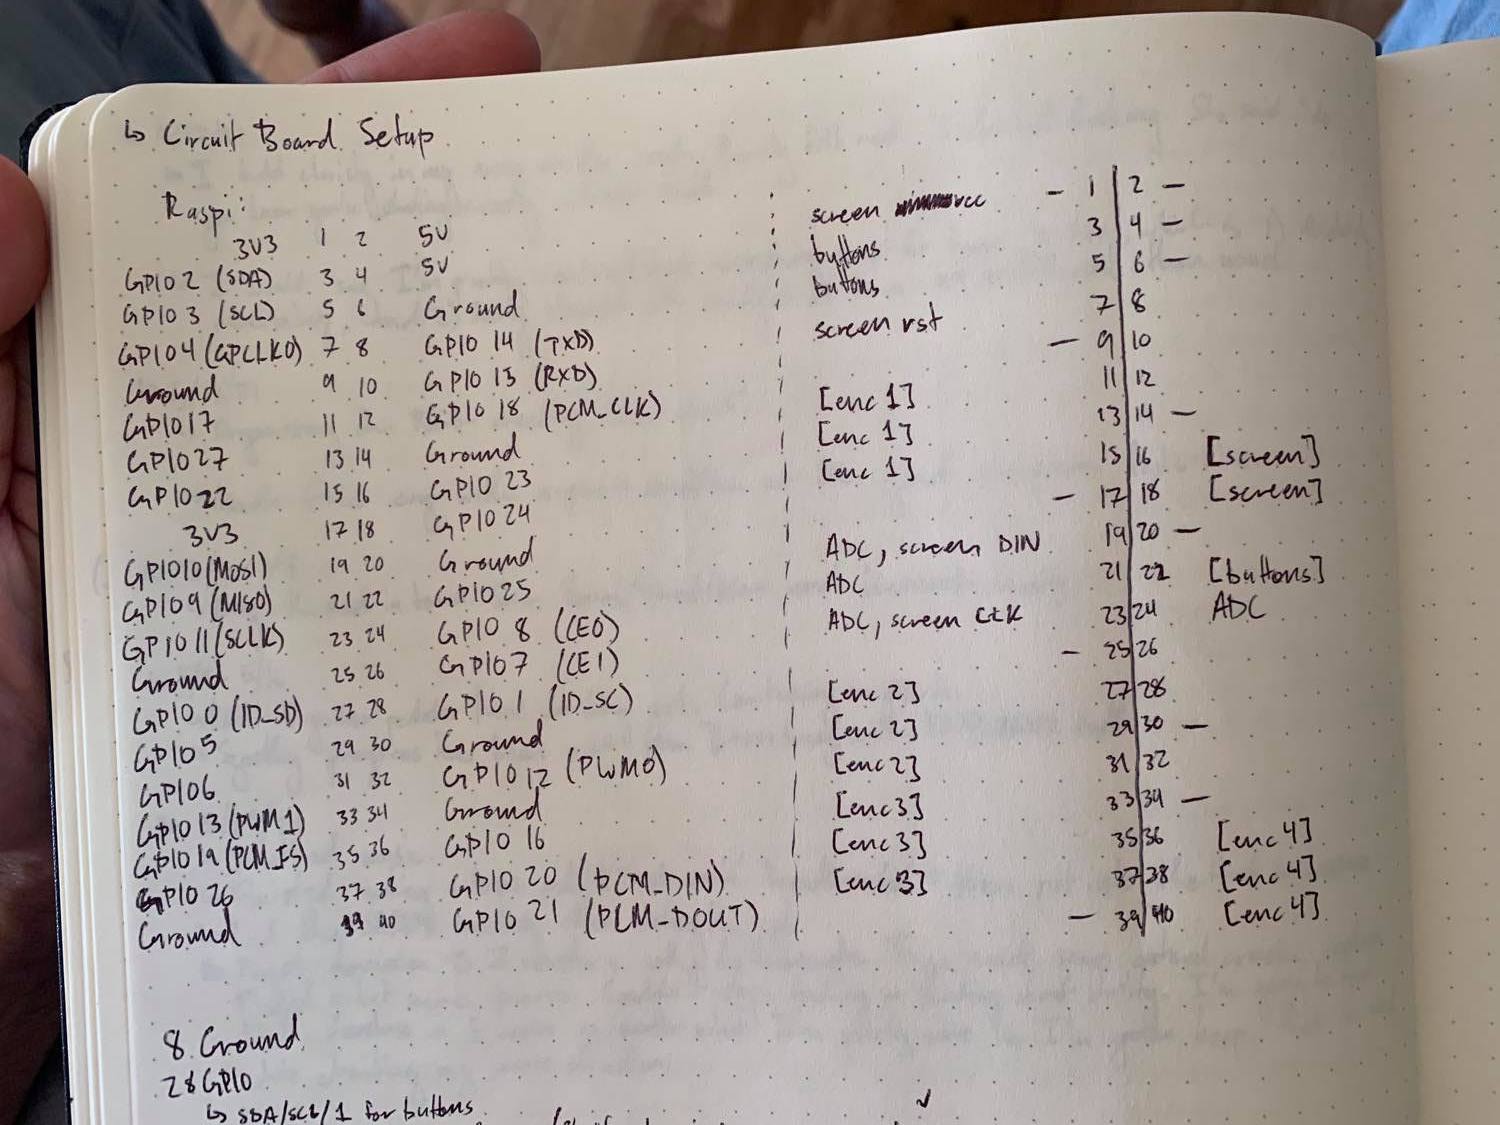 ↳ Circuit Board Setup
Raspi:
3V3 1 2 5V
GPIO 2 (SDA) 3 4 5V
GPIO 3 (SCL) 5 6 Ground
GPIO 4 (GPCLK0) 7 8 GPIO 14 (TXD)
Ground 9 10 GPIO 15 (RXD)
GPIO 17 11 12 GPIO 18 (PCM_CLK)
GPIO 27 13 14 Ground
GPIO 22 15 16 GPIO 23
3V3 17 18 GPIO 24
GPIO 10 (MOSI) 19 20 Ground
GPIO 9 (MISO) 21 22 GPIO 25
GPIO 11 (SCLK) 23 24 GPIO 8 (CE0)
Ground 25 26 GPIO 7 (CE1)
GPIO 0 (ID_SD) 27 28 GPIO 1 (ID_SC)
GPIO 5 29 30 Ground
GPIO 6 31 32 GPIO 12 (PWM0)
GPIO 13 (PWM1) 33 34 Ground
GPIO 19 (PCM_FS) 35 36 GPIO 16
GPIO 26 37 38 GPIO 20 (PCM_DIN)
Ground 39 40 GPIO 21 (PCM_DOUT)
screen vcc – 1 | 2 –
buttons 3 | 4 –
buttons 5 | 6 –
screen rst 7 | 8
– 9 | 10
[enc 1] 11 | 12
[enc 1] 13 | 14 –
[enc 1] 15 | 16 [screen]
– 17 | 18 [screen]
ADC, screen DIN 19 | 20 –
ADC 21 | 22 [buttons]
ADC, screen CLK 23 | 24 ADC
– 25 | 26
[enc 2] 27 | 28
[enc 2] 29 | 30 –
[enc 2] 31 | 32
[enc 3] 33 | 34 –
[enc 3] 35 | 36 [enc 4]
[enc 3] 37 | 38 [enc 4]
– 39 | 40 [enc 4]
8 Ground
28 GPIO
↳ SDA/SCL/1 for buttons